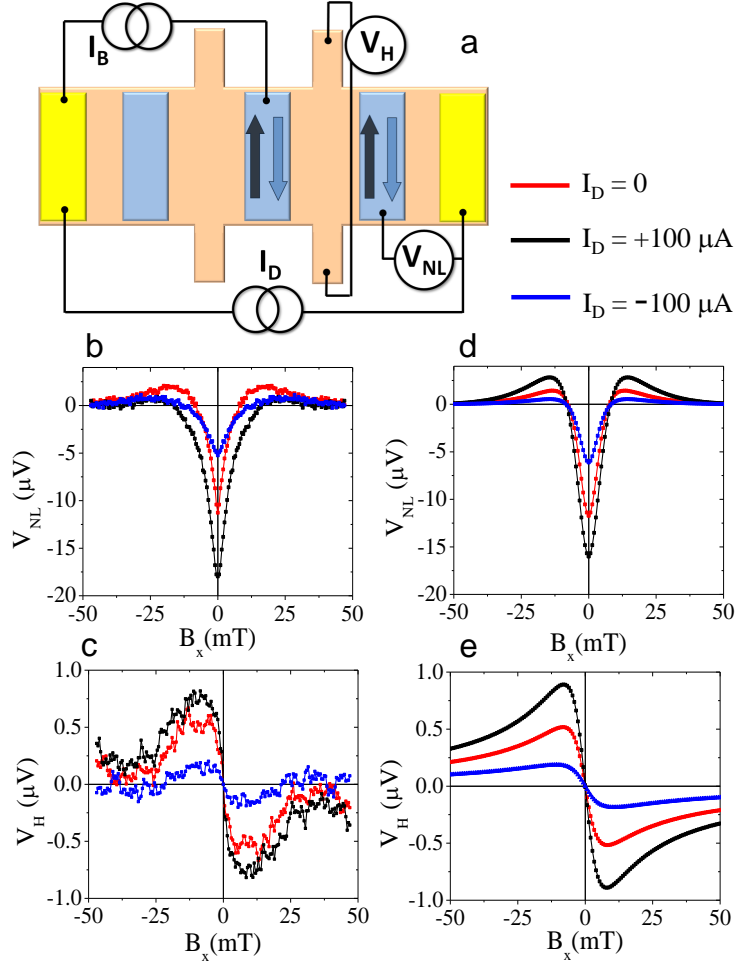 a
I_B
V_H
I_D
V_NL
I_D = 0
I_D = +100 µA
I_D = −100 µA
b
V_NL (µV)
0
-5
-10
-15
-20
-50 -25 0 25 50
B_x(mT)
d
V_NL (µV)
0
-5
-10
-15
-20
-50 -25 0 25 50
B_x(mT)
c
V_H (µV)
1.0
0.5
0.0
-0.5
-1.0
-50 -25 0 25 50
B_x(mT)
e
V_H (µV)
1.0
0.5
0.0
-0.5
-1.0
-50 -25 0 25 50
B_x(mT)